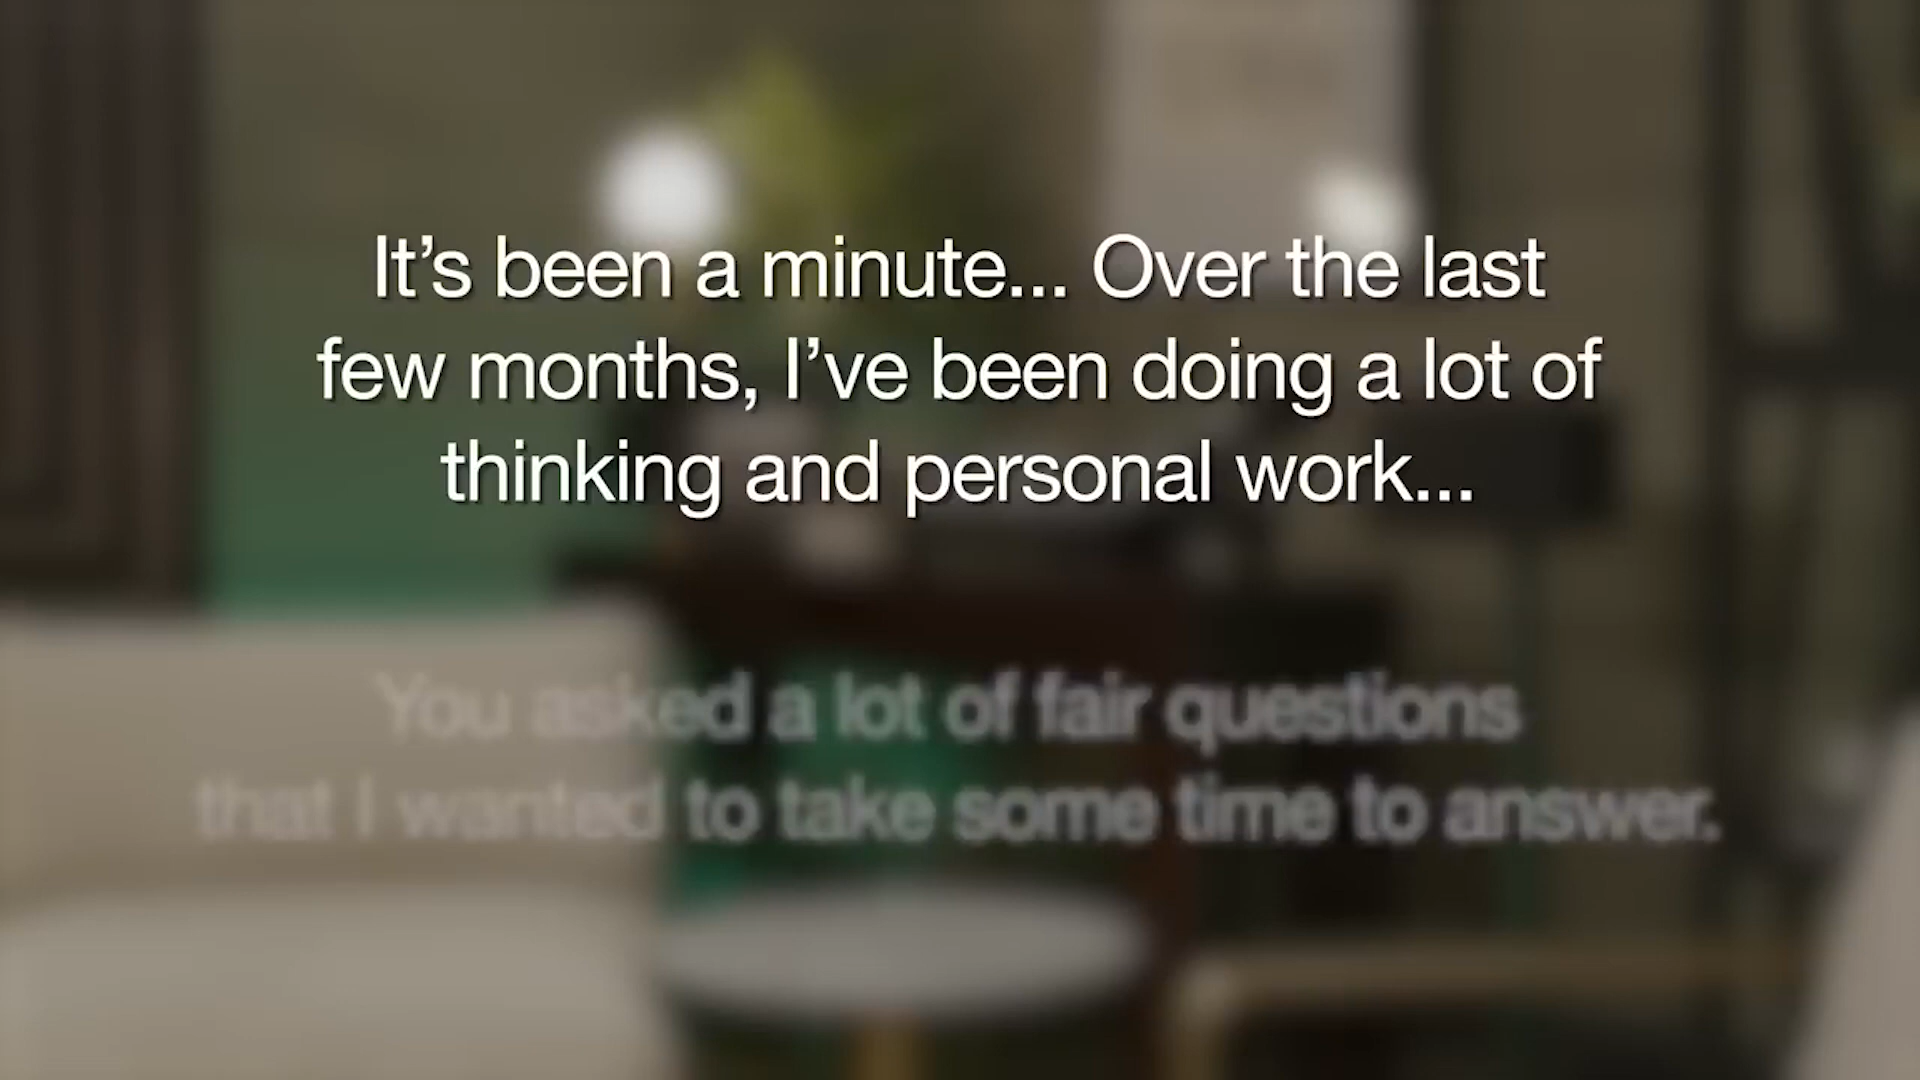 It’s been a minute... Over the last
few months, I’ve been doing a lot of
thinking and personal work...
You asked a lot of fair questions
that I wanted to take some time to answer.